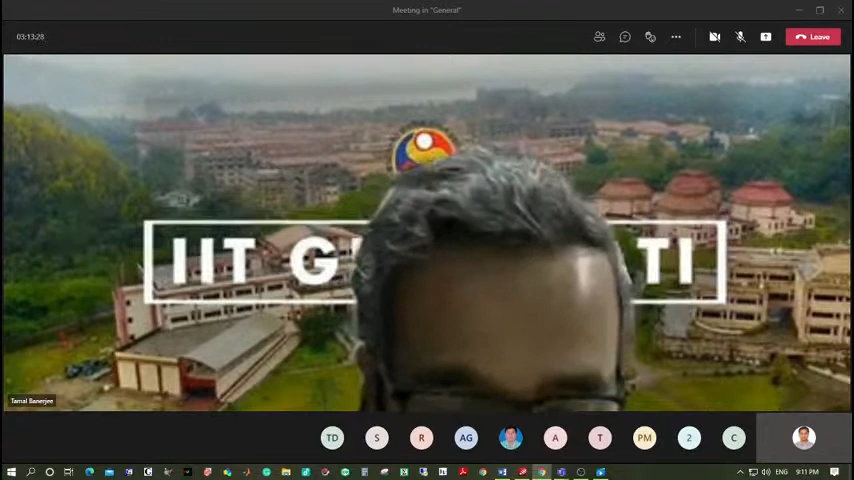 Meeting in "General"
03:13:28
Leave
IIT G
TI
Tamal Banerjee
TD
S
R
AG
A
T
PM
2
C
ENG
9:11 PM